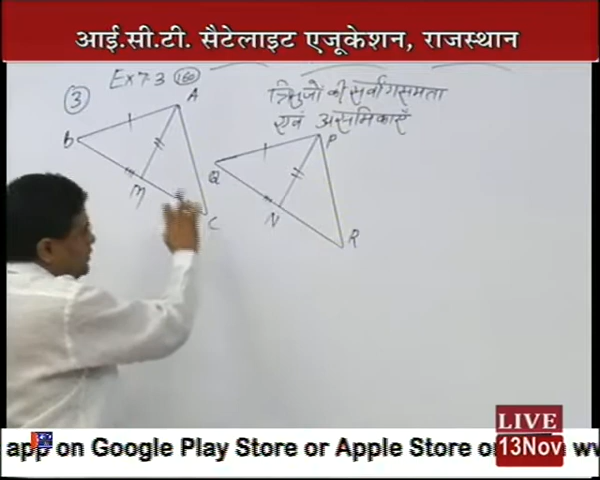 आई.सी.टी. सैटेलाइट एजूकेशन, राजस्थान
Ex 7.3 160
त्रिभुजों की सर्वांगसमता
एवं असमिकाएँ
3
A
B
M
C
P
Q
N
R
LIVE
13Nov
app on Google Play Store or Apple Store o